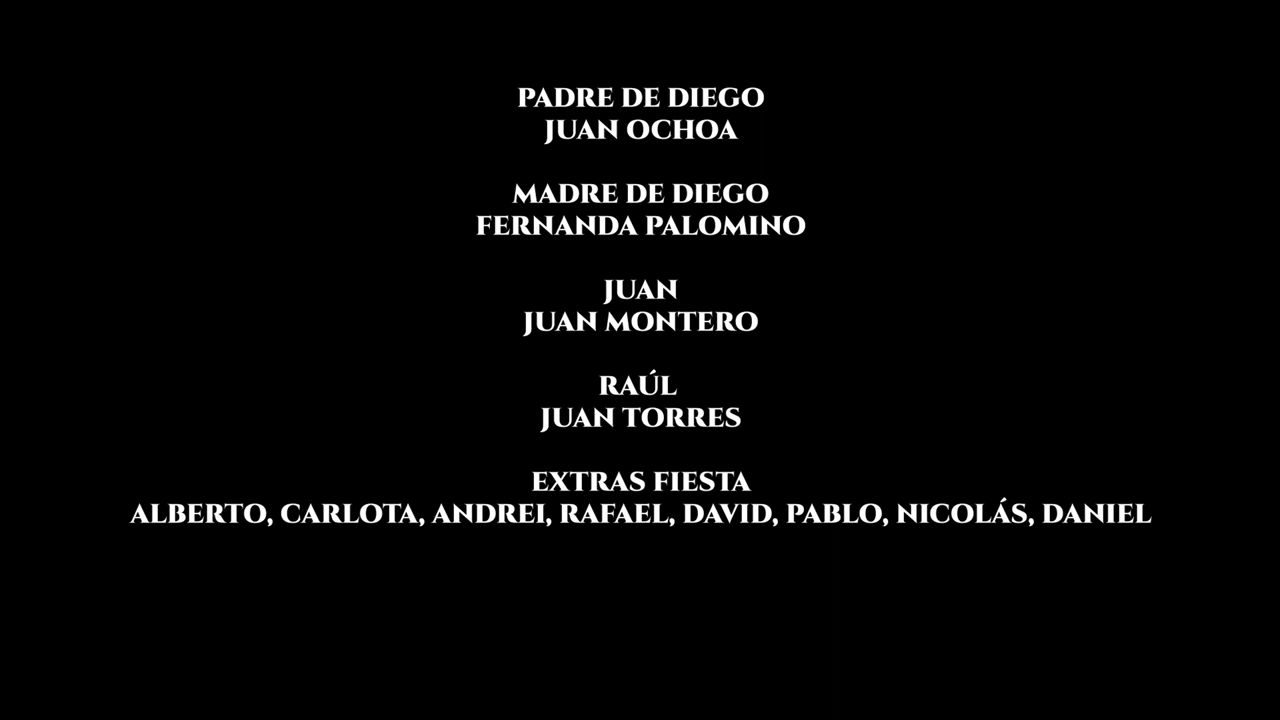 PADRE DE DIEGO
JUAN OCHOA
MADRE DE DIEGO
FERNANDA PALOMINO
JUAN
JUAN MONTERO
RAÚL
JUAN TORRES
EXTRAS FIESTA
ALBERTO, CARLOTA, ANDREI, RAFAEL, DAVID, PABLO, NICOLÁS, DANIEL